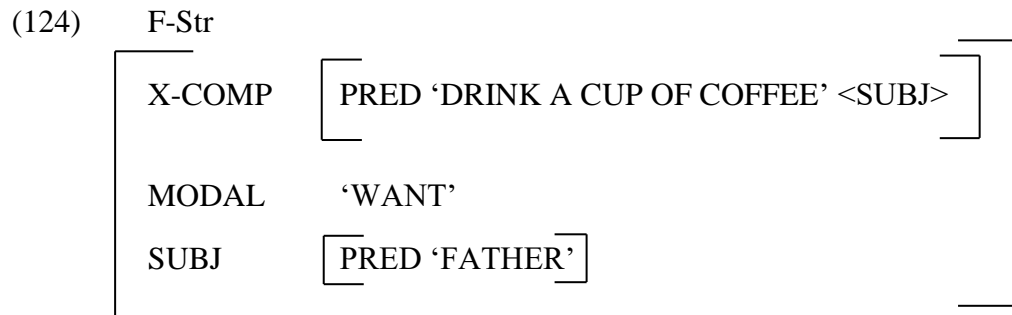 (124) F-Str
X-COMP PRED ‘DRINK A CUP OF COFFEE’ <SUBJ>
MODAL ‘WANT’
SUBJ PRED ‘FATHER’